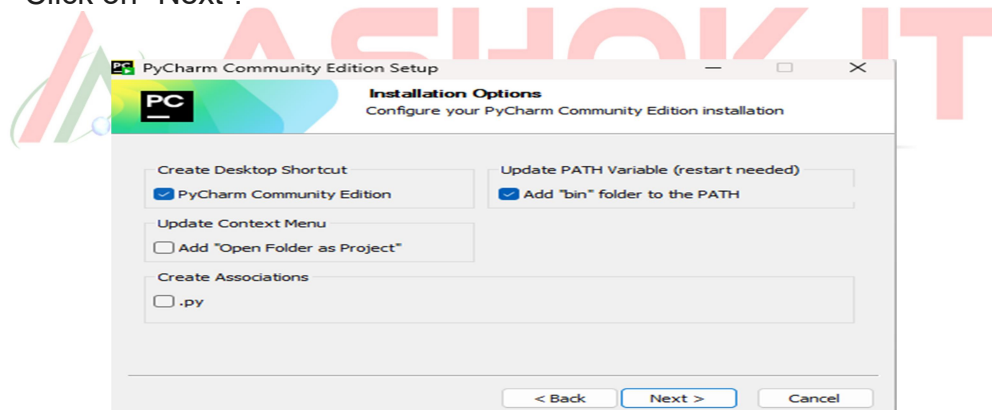 Click on "Next".
ASHOK IT
PyCharm Community Edition Setup
PC
Installation Options
Configure your PyCharm Community Edition installation
Create Desktop Shortcut
Update PATH Variable (restart needed)
PyCharm Community Edition
Add "bin" folder to the PATH
Update Context Menu
Add "Open Folder as Project"
Create Associations
.py
< Back Next > Cancel